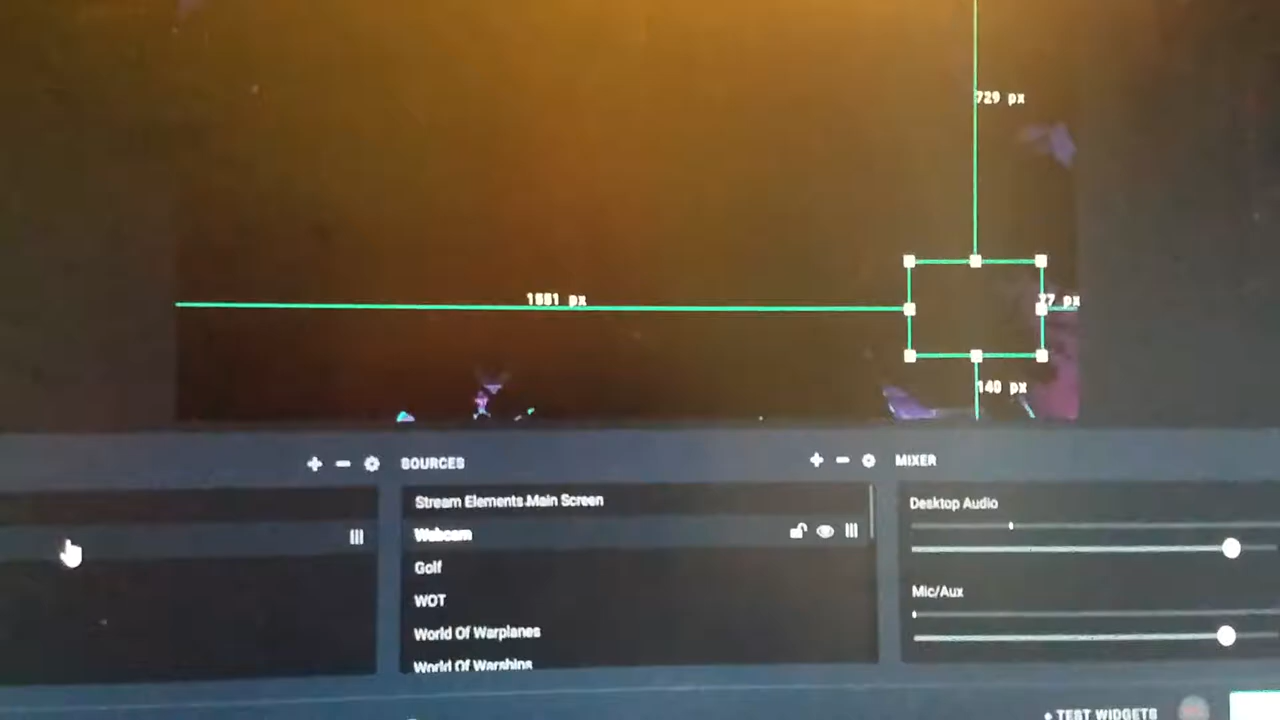 729 px
1551 px
37 px
140 px
SOURCES
MIXER
Stream Elements Main Screen
Webcam
Golf
WOT
World Of Warplanes
World Of Warships
Desktop Audio
Mic/Aux
+ TEST WIDGETS